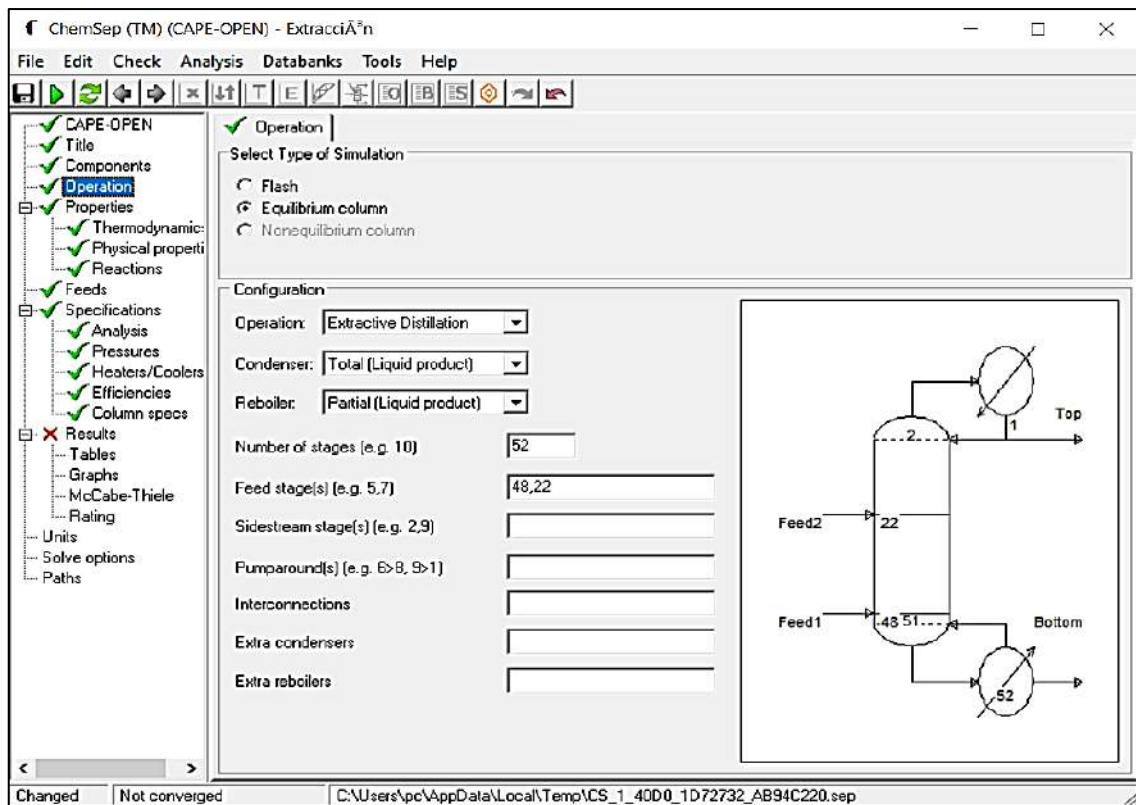 ChemSep (TM) (CAPE-OPEN) - ExtracciÃ³n
File Edit Check Analysis Databanks Tools Help
CAPE-OPEN
Title
Components
Operation
Properties
Thermodynamic:
Physical properti
Reactions
Feeds
Specifications
Analysis
Pressures
Heaters/Coolers
Efficiencies
Column specs
Results
Tables
Graphs
McCabe-Thiele
Rating
Units
Solve options
Paths
Operation
Select Type of Simulation
Flash
Equilibrium column
Nonequilibrium column
Configuration
Operation: Extractive Distillation
Condenser: Total (Liquid product)
Reboiler: Partial (Liquid product)
Number of stages (e.g. 10) 52
Feed stage(s) (e.g. 5,7) 48,22
Sidestream stage(s) (e.g. 2,9)
Pumparound(s) (e.g. 6>8, 9>1)
Interconnections
Extra condensers
Extra reboilers
1
Top
2
Feed2 22
Feed1 48 51 Bottom
52
Changed Not converged C:\Users\pc\AppData\Local\Temp\CS_1_40D0_1D72732_AB94C220.sep